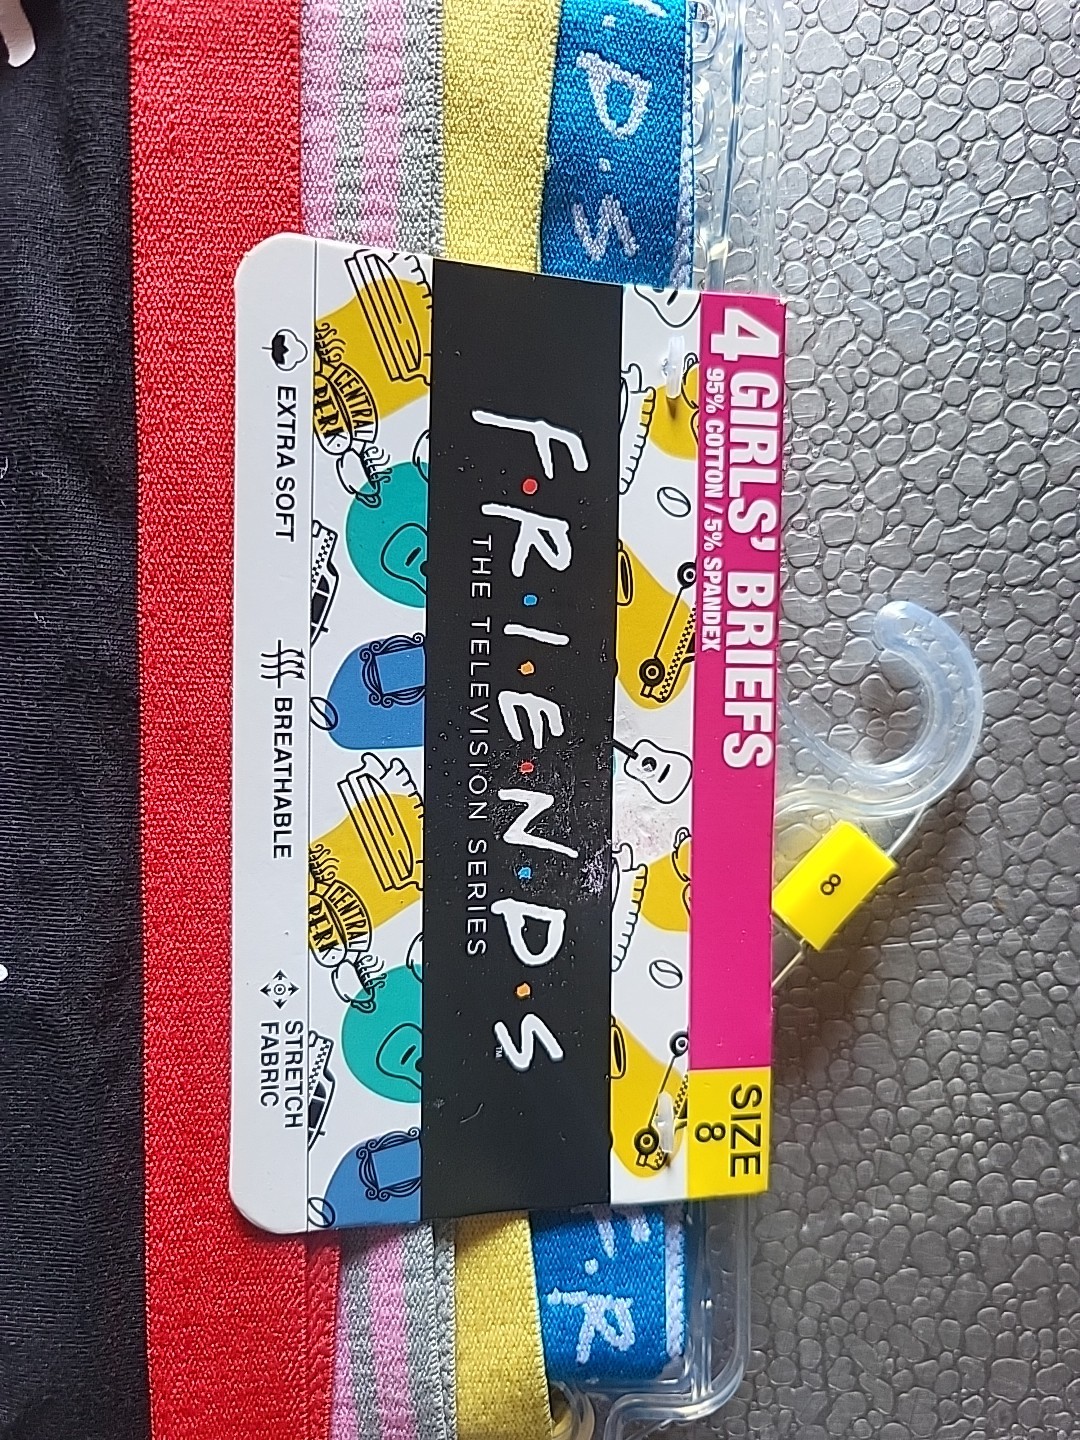 4 GIRLS' BRIEFS
95% COTTON / 5% SPANDEX
SIZE
8
F·R·I·E·N·D·S™
THE TELEVISION SERIES
CENTRAL
PERK
CENTRAL
PERK
EXTRA SOFT
BREATHABLE
STRETCH
FABRIC
8
D·S
E·R